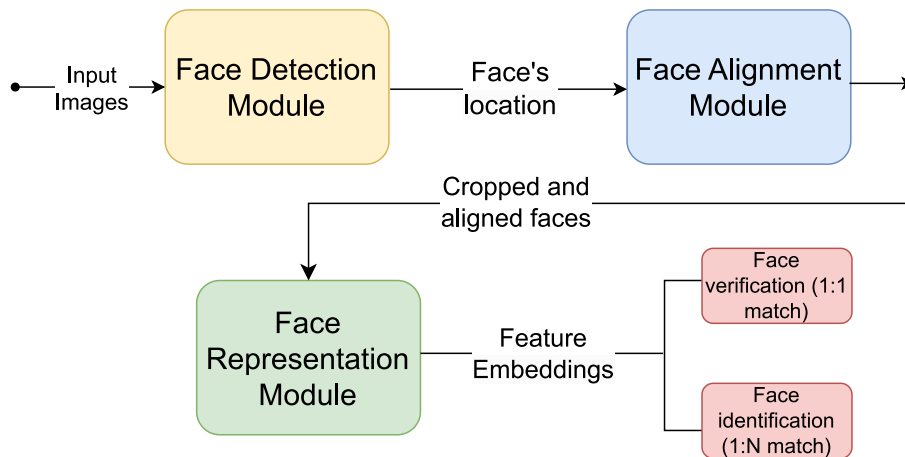 Input
Images
Face Detection
Module
Face's
location
Face Alignment
Module
Cropped and
aligned faces
Face
Representation
Module
Feature
Embeddings
Face
verification (1:1
match)
Face
identification
(1:N match)